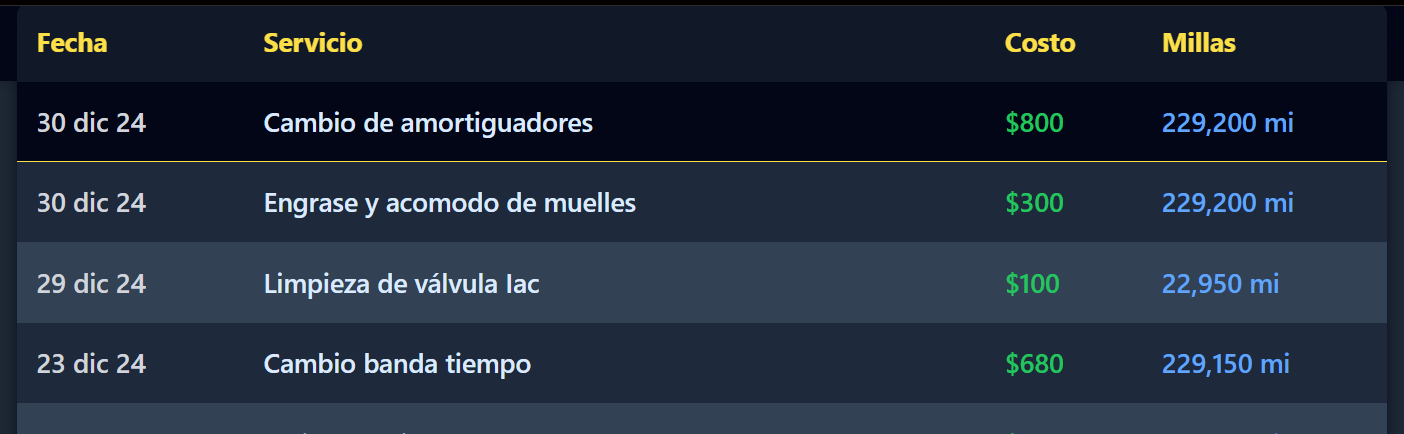 Fecha Servicio Costo Millas
30 dic 24 Cambio de amortiguadores $800 229,200 mi
30 dic 24 Engrase y acomodo de muelles $300 229,200 mi
29 dic 24 Limpieza de válvula Iac $100 22,950 mi
23 dic 24 Cambio banda tiempo $680 229,150 mi